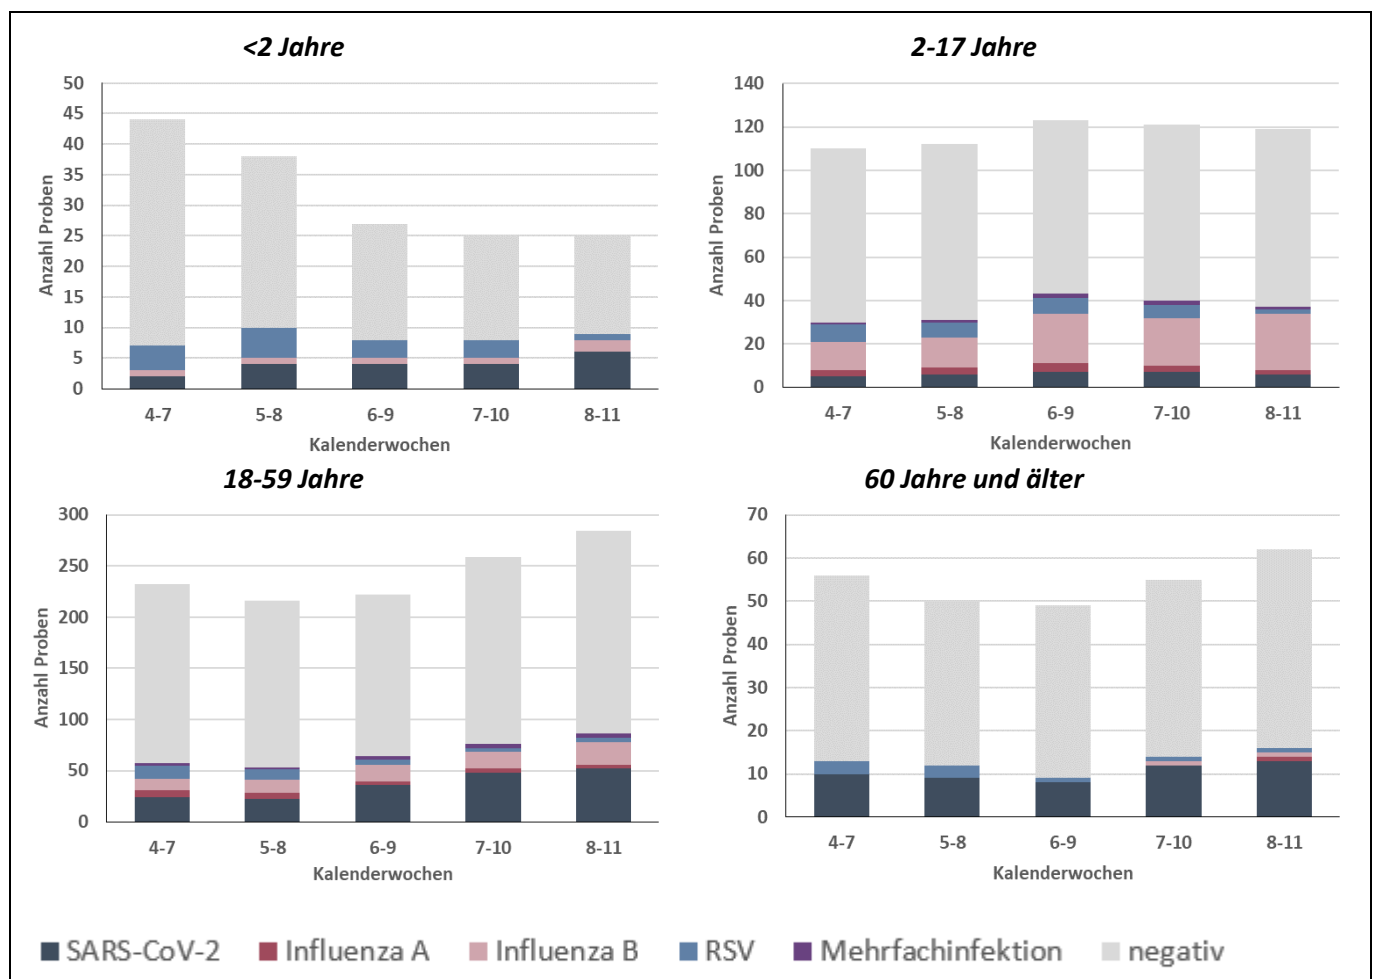 <2 Jahre
50
45
40
35
30
25
20
15
10
5
0
Anzahl Proben
4-7 5-8 6-9 7-10 8-11
Kalenderwochen
2-17 Jahre
140
120
100
80
60
40
20
0
Anzahl Proben
4-7 5-8 6-9 7-10 8-11
Kalenderwochen
18-59 Jahre
300
250
200
150
100
50
0
Anzahl Proben
4-7 5-8 6-9 7-10 8-11
Kalenderwochen
60 Jahre und älter
70
60
50
40
30
20
10
0
Anzahl Proben
4-7 5-8 6-9 7-10 8-11
Kalenderwochen
SARS-CoV-2 Influenza A Influenza B RSV Mehrfachinfektion negativ